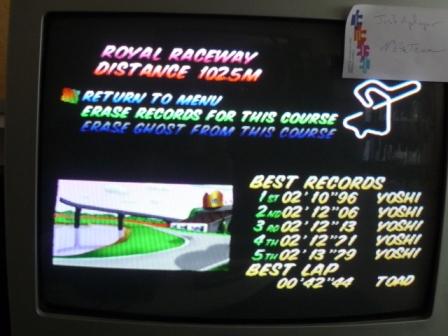 ROYAL RACEWAY
DISTANCE 1025M
RETURN TO MENU
ERASE RECORDS FOR THIS COURSE
ERASE GHOST FROM THIS COURSE
BEST RECORDS
1ST 02'10"96 YOSHI
2ND 02'12"06 YOSHI
3RD 02'12"13 YOSHI
4TH 02'12"71 YOSHI
5TH 02'13"79 YOSHI
BEST LAP
00'42"44 TOAD